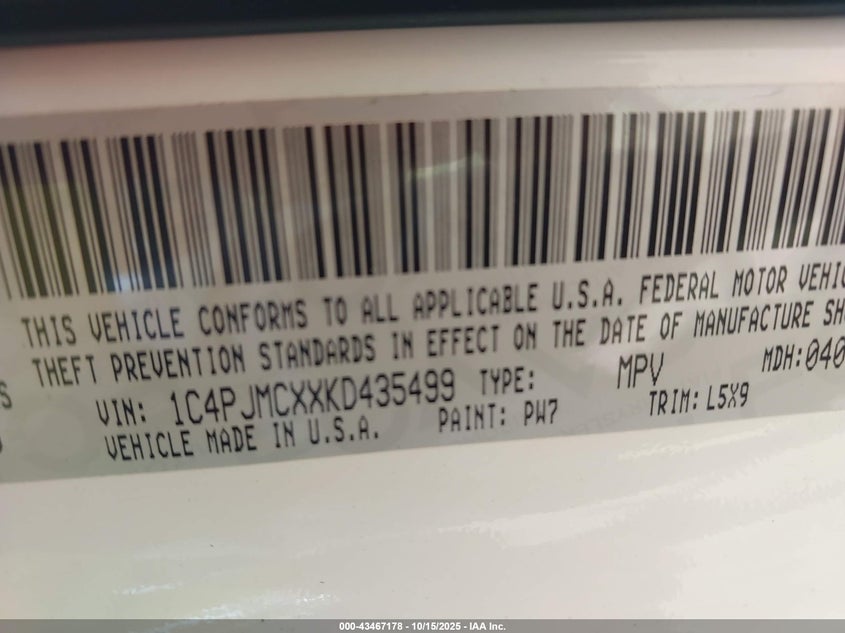 THIS VEHICLE CONFORMS TO ALL APPLICABLE U.S.A. FEDERAL MOTOR VEHIC
THEFT PREVENTION STANDARDS IN EFFECT ON THE DATE OF MANUFACTURE SH
S
VIN: 1C4PJMCXXKD435499 TYPE: MPV MDH:040
VEHICLE MADE IN U.S.A. PAINT: PW7 TRIM: L5X9
000-43467178 - 10/15/2025 - IAA Inc.